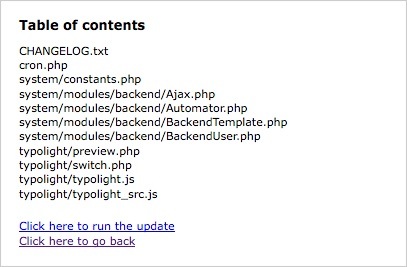 Table of contents
CHANGELOG.txt
cron.php
system/constants.php
system/modules/backend/Ajax.php
system/modules/backend/Automator.php
system/modules/backend/BackendTemplate.php
system/modules/backend/BackendUser.php
typolight/preview.php
typolight/switch.php
typolight/typolight.js
typolight/typolight_src.js
Click here to run the update
Click here to go back